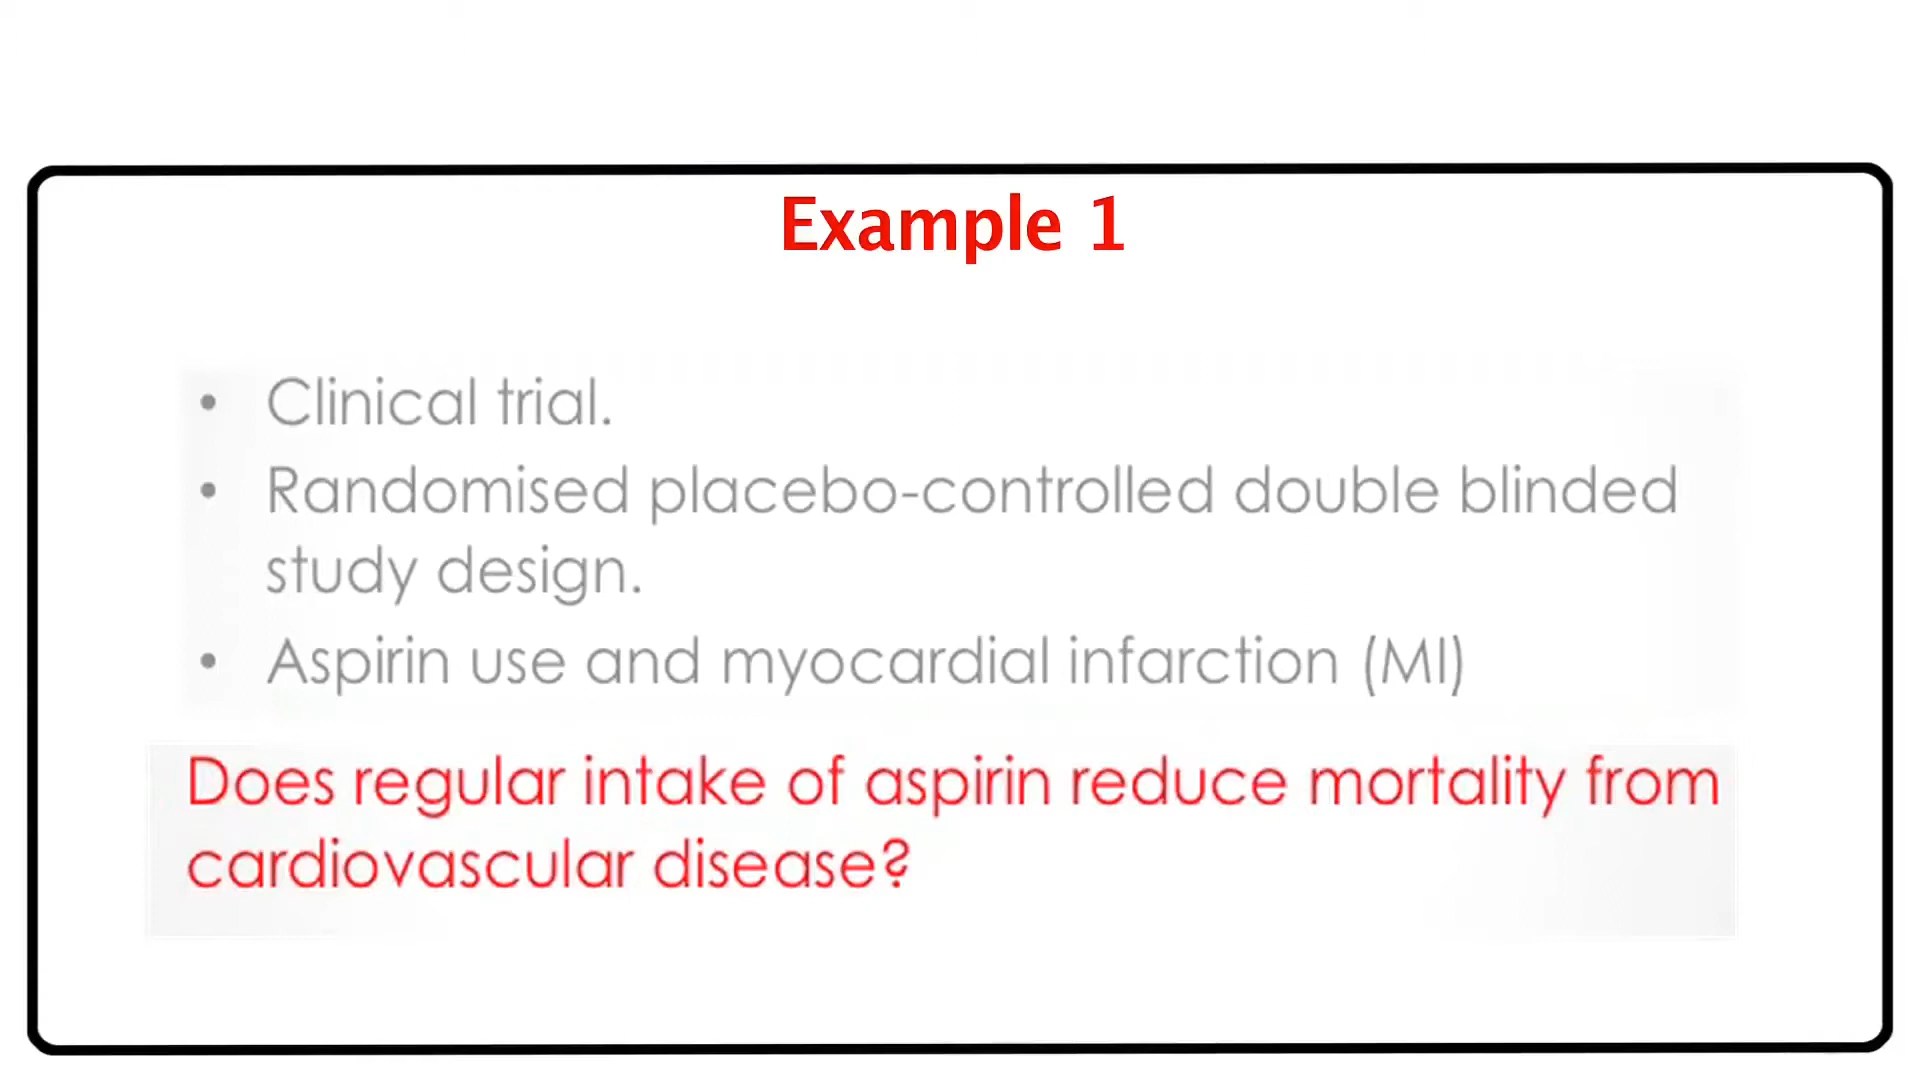 Example 1
• Clinical trial.
• Randomised placebo-controlled double blinded
study design.
• Aspirin use and myocardial infarction (MI)
Does regular intake of aspirin reduce mortality from
cardiovascular disease?